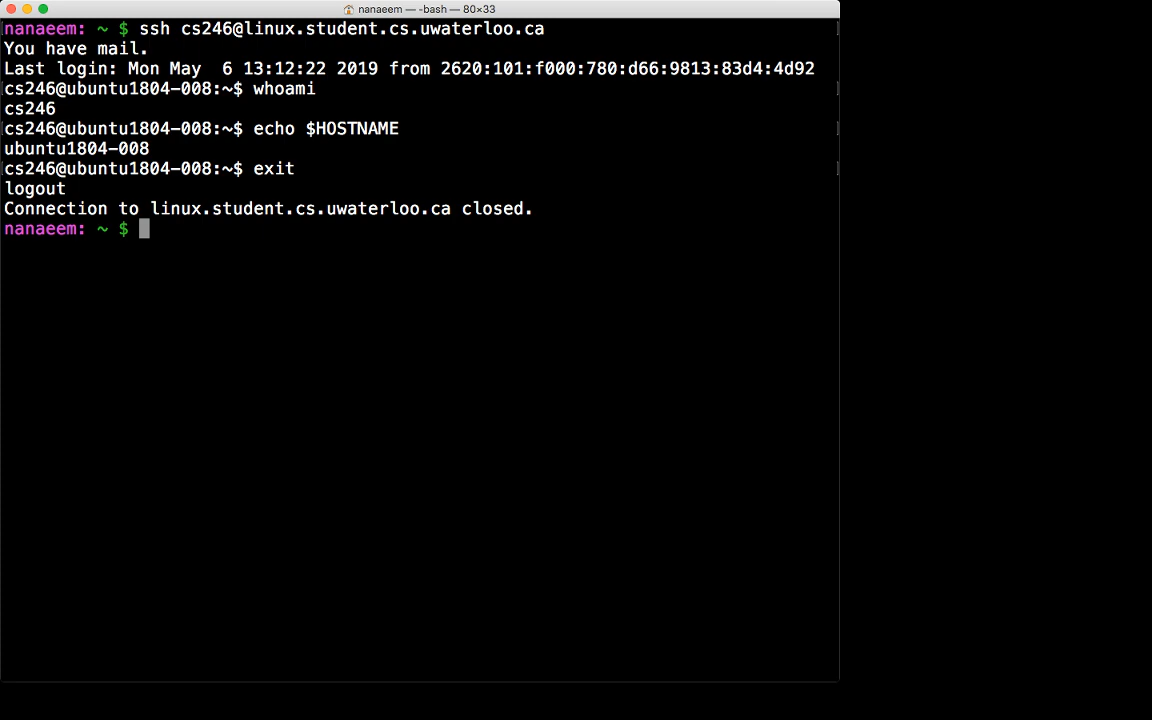 nanaeem — -bash — 80×33
nanaeem: ~ $ ssh cs246@linux.student.cs.uwaterloo.ca
You have mail.
Last login: Mon May  6 13:12:22 2019 from 2620:101:f000:780:d66:9813:83d4:4d92
cs246@ubuntu1804-008:~$ whoami
cs246
cs246@ubuntu1804-008:~$ echo $HOSTNAME
ubuntu1804-008
cs246@ubuntu1804-008:~$ exit
logout
Connection to linux.student.cs.uwaterloo.ca closed.
nanaeem: ~ $